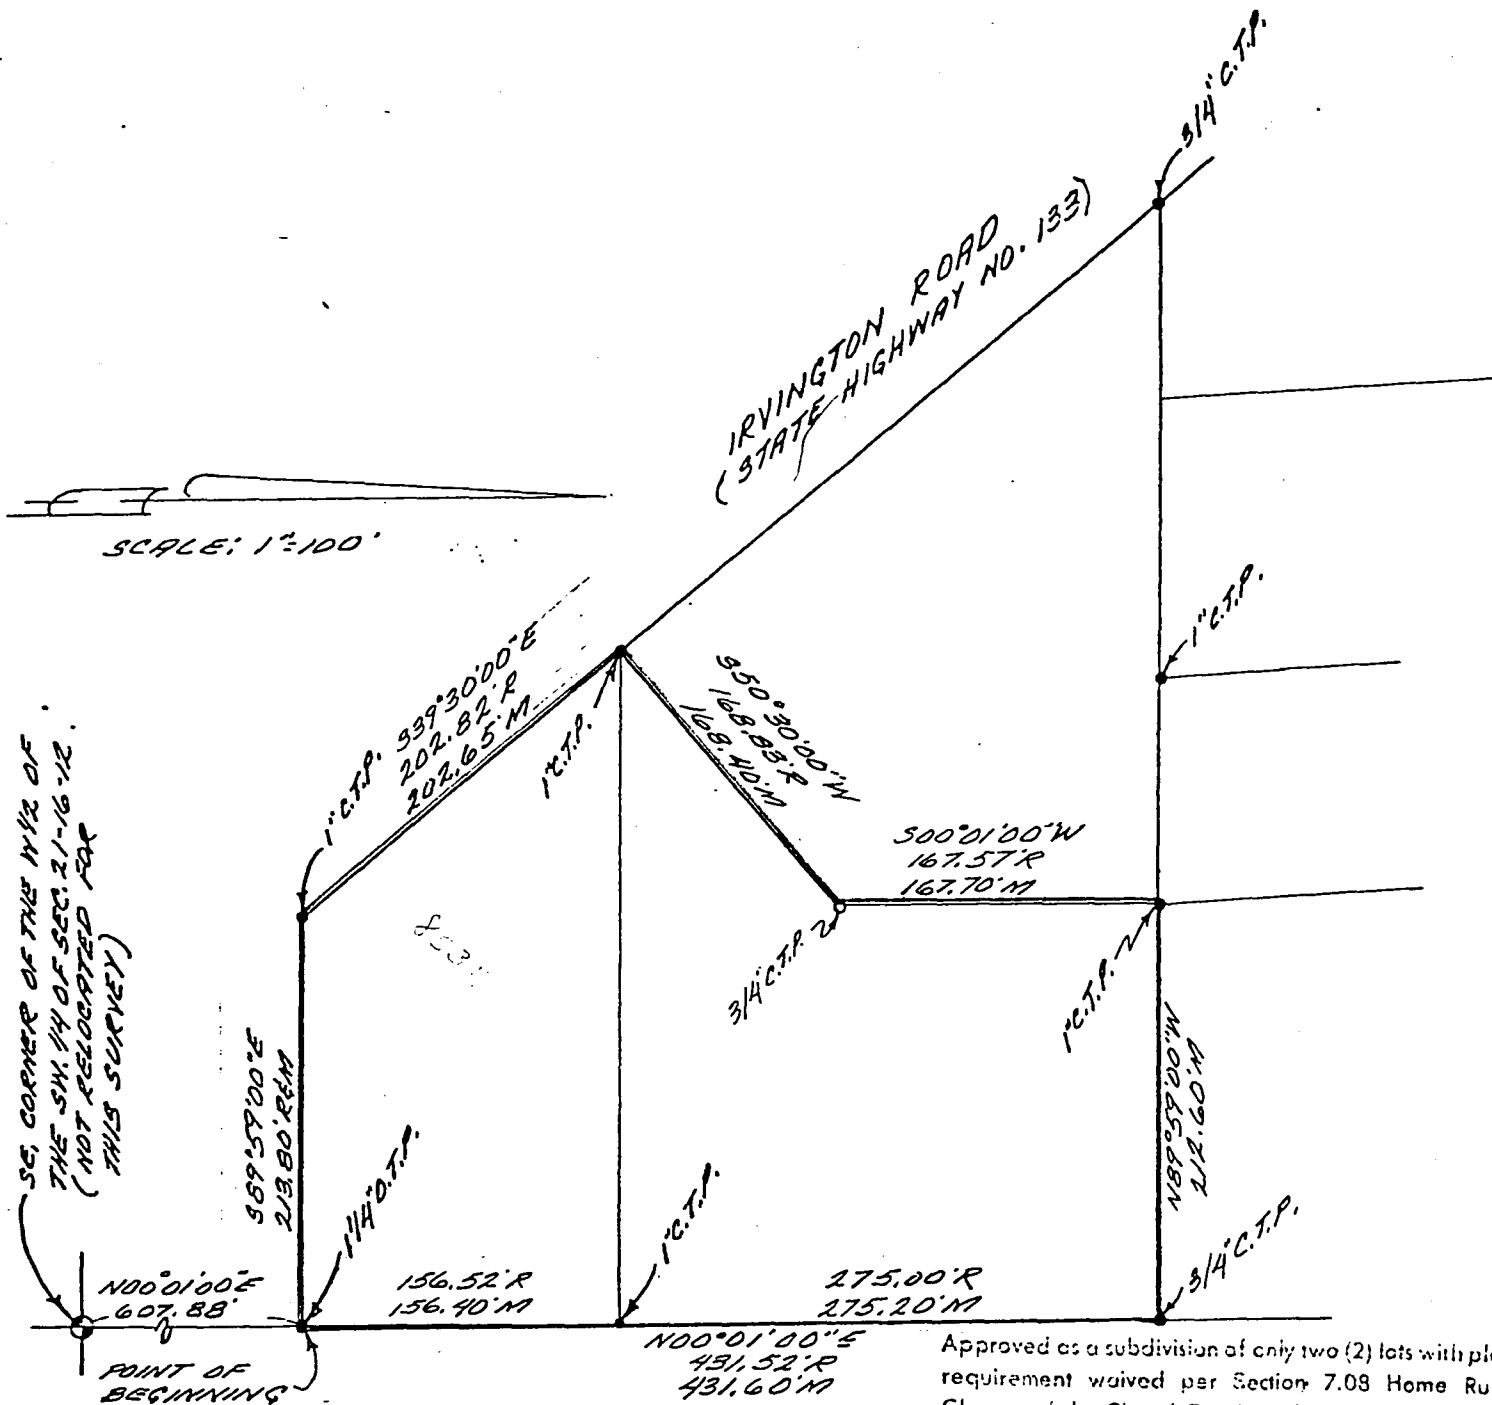 3/4" C.T.P.
IRVINGTON ROAD
(STATE HIGHWAY NO. 133)
SCALE: 1"=100'
1" C.T.P.
S39°30'00"E
202.82'R
202.65'M
1" C.T.P.
1" C.T.P.
S50°30'00"W
168.83'R
168.40'M
S00°01'00"W
167.57'R
167.70'M
3/4" C.T.P.
1" C.T.P.
SE. CORNER OF THE W1/2 OF
THE SW. 1/4 OF SEC. 21-16-12.
(NOT RELOCATED FOR
THIS SURVEY)
S89°59'00"E
213.80'R&M
N89°59'00"W
212.60'M
1 1/4" O.T.P.
1" C.T.P.
3/4" C.T.P.
N00°01'00"E
607.88'
156.52'R
156.40'M
275.00'R
275.20'M
POINT OF
BEGINNING
N00°01'00"E
431.52'R
431.60'M
Approved as a subdivision of only two (2) lots with pl
requirement waived per Section 7.08 Home Ru